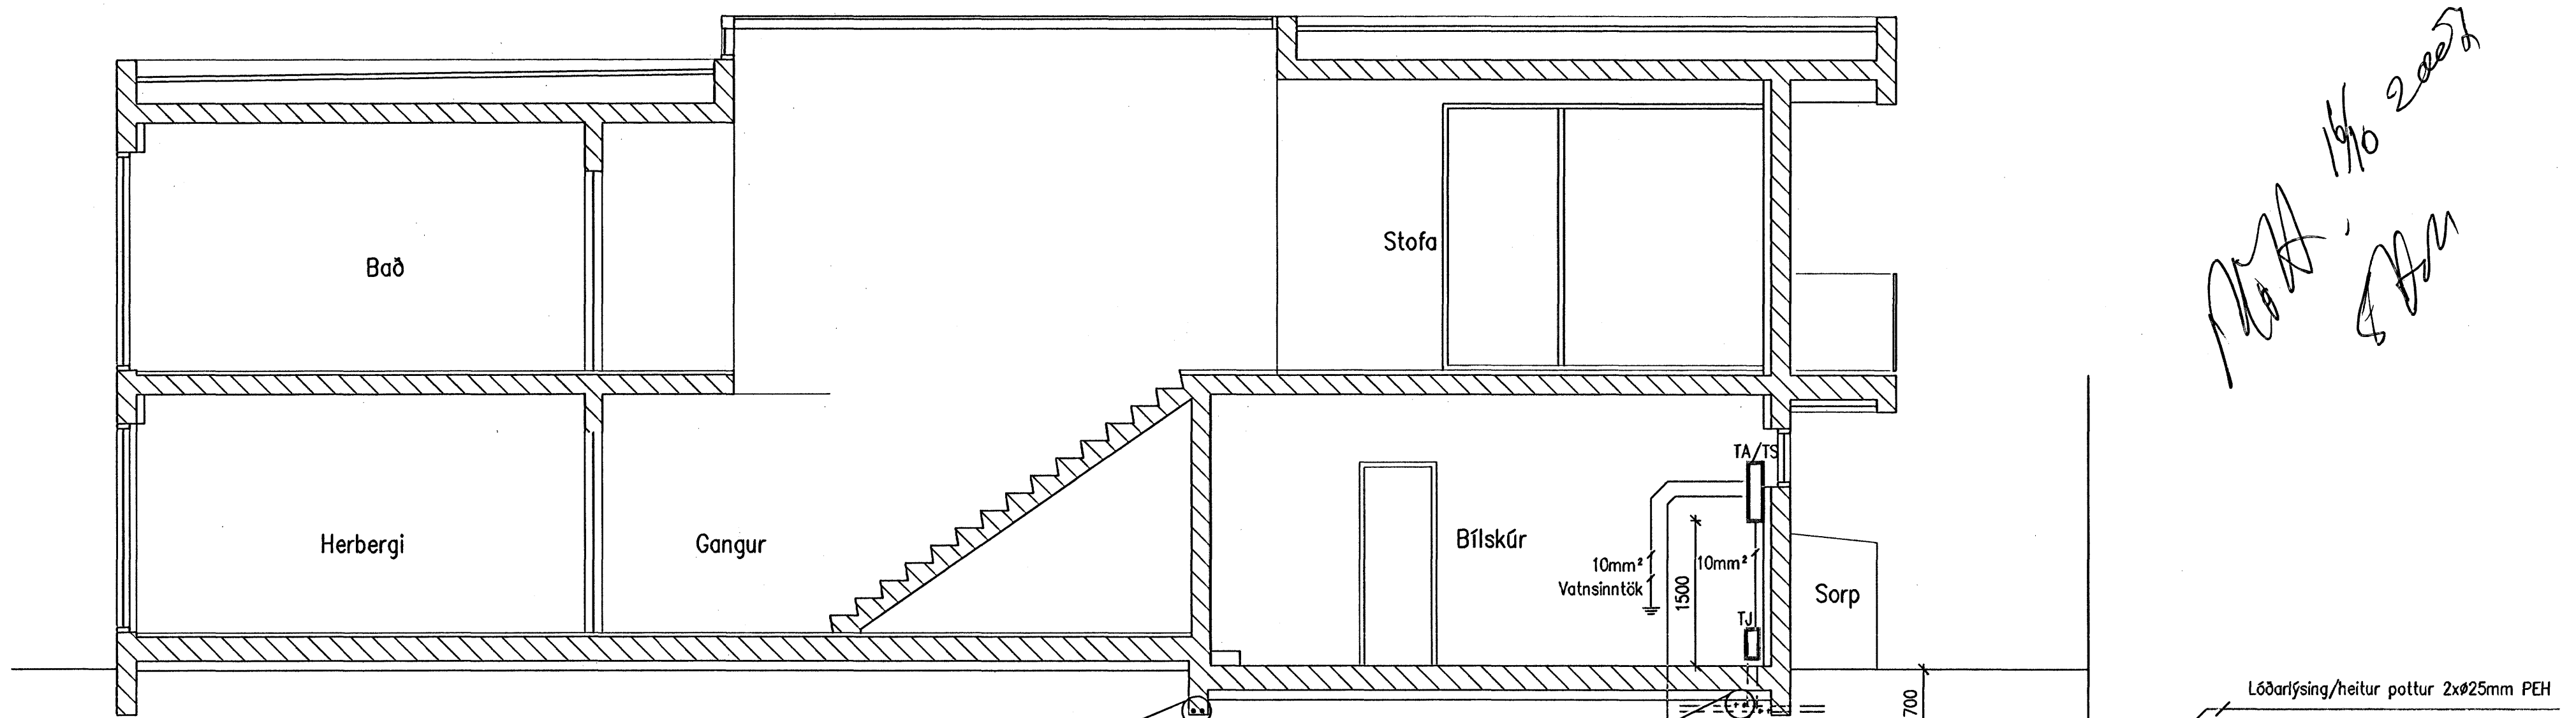 Bað
Stofa
16/10 2007
Herbergi
Gangur
Bílskúr
TA/TS
10mm²
Vatnsinntök
1500
10mm²
TJ
Sorp
700
Lóðarlýsing/heitur pottur 2xø25mm PEH